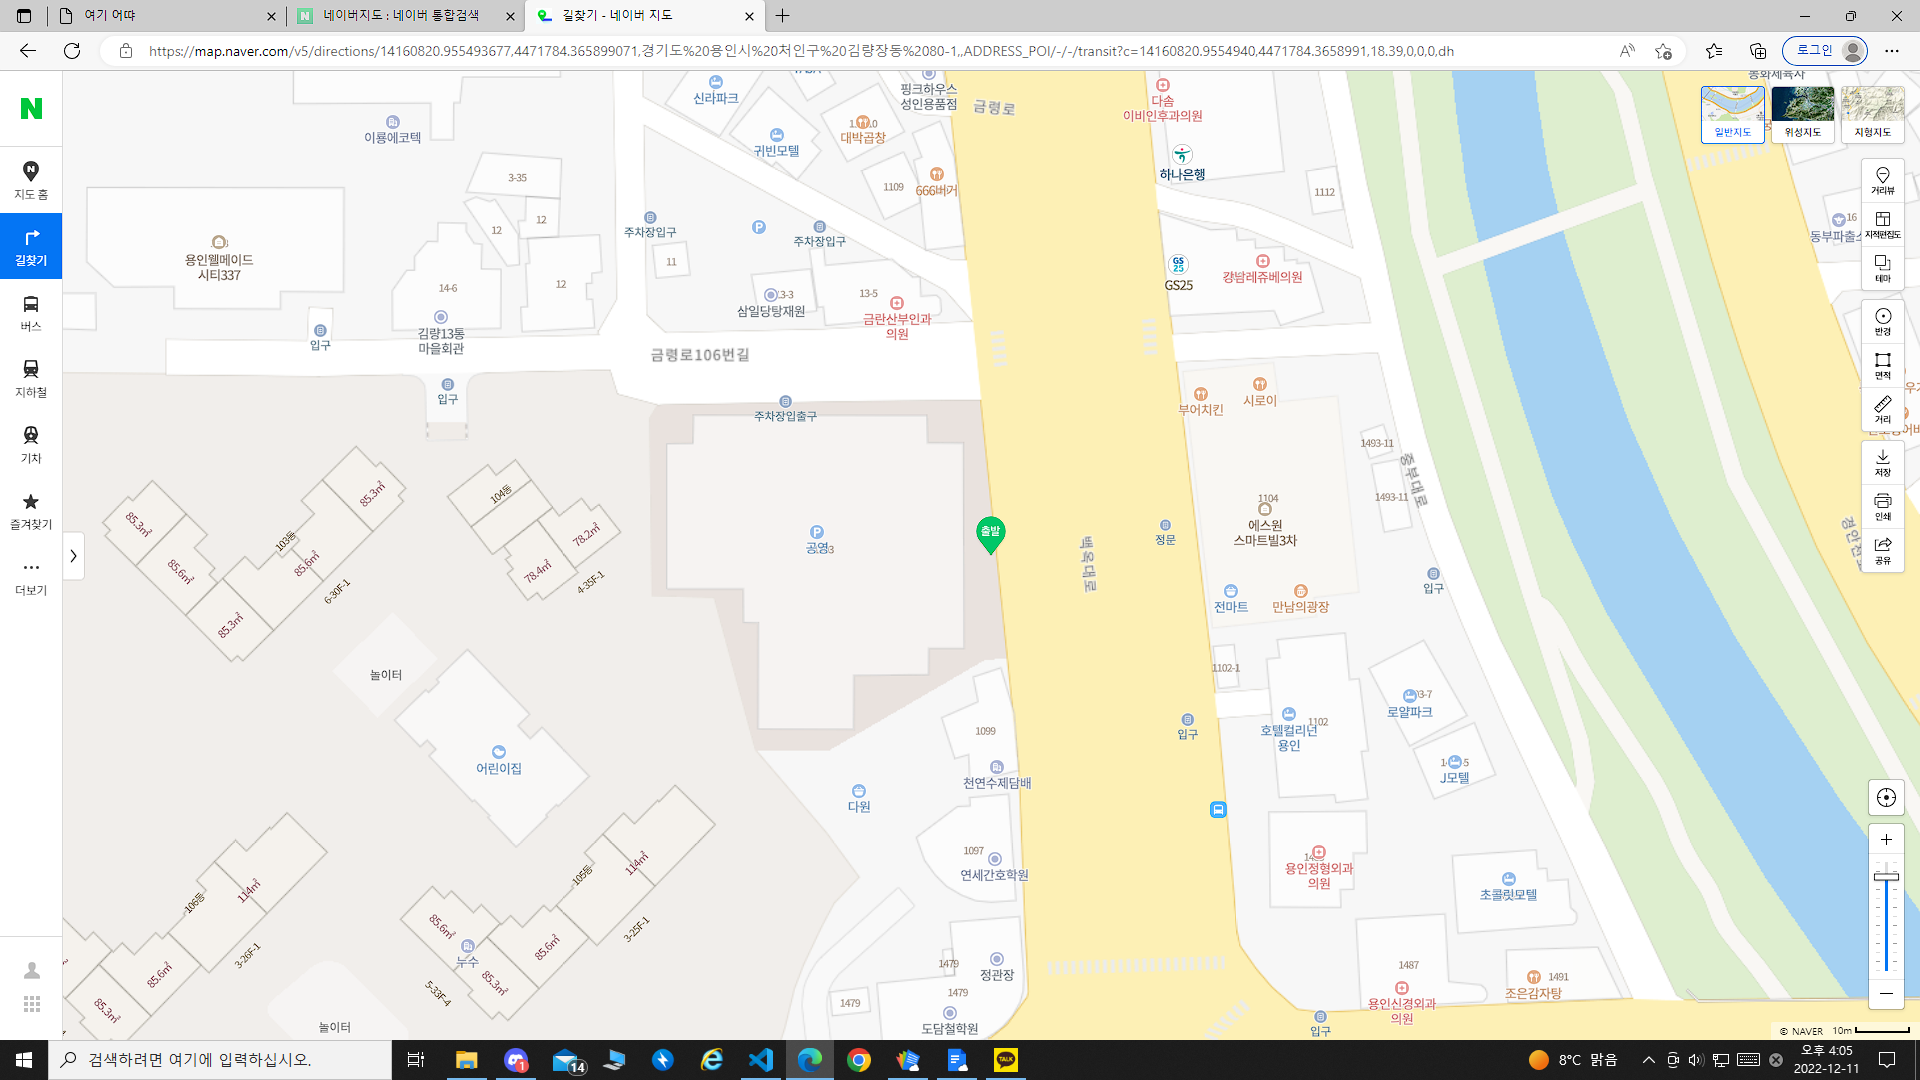 여기 어땨
네이버지도 : 네이버 통합검색
길찾기 - 네이버 지도
https://map.naver.com/v5/directions/14160820.955493677,4471784.365899071,경기도%20용인시%20처인구%20김량장동%2080-1,,ADDRESS_POI/-/-/transit?c=14160820.9554940,4471784.3658991,18.39,0,0,0,dh
로그인
N
지도 홈
길찾기
버스
지하철
기차
즐겨찾기
더보기
일반지도
위성지도
지형지도
거리뷰
지적편집도
테마
반경
면적
거리
저장
인쇄
공유
신라파크
핑크하우스
성인용품점
금령로
다솜
이비인후과의원
이룸에코텍
귀빈모텔
대박곱창
하나은행
3-35
1109
666버거
1112
12
12
주차장입구
주차장입구
16
용인웰메이드
시티337
11
GS25
강남레쥬베의원
14-6
12
삼일당탕재원
13-5
금란산부인과
의원
입구
김량13통
마을회관
금령로106번길
입구
주차장입출구
부어치킨
시로이
1493-11
중부대로
104동
85.3㎡
85.3㎡
103동
78.2㎡
1493-11
1104
에스원
스마트빌3차
출발
공영
정문
백옥대로
85.6㎡
85.6㎡
78.4㎡
4-35F-1
6-30F-1
입구
전마트
만남의광장
85.3㎡
놀이터
1102-1
로얄파크
1099
입구
호텔컬리넌
용인
1102
어린이집
천연수제담배
J모텔
다원
1097
연세간호학원
용인정형외과
의원
초콜릿모텔
114㎡
105동
114㎡
106동
85.6㎡
3-25F-1
85.6㎡
누수
3-26F-1
85.6㎡
85.3㎡
5-33F-4
85.3㎡
1479
정관장
1487
1491
1479
1479
조은감자탕
용인신경외과
의원
놀이터
도담철학원
입구
© NAVER
10m
검색하려면 여기에 입력하십시오.
1
14
TALK
8°C 맑음
오후 4:05
2022-12-11